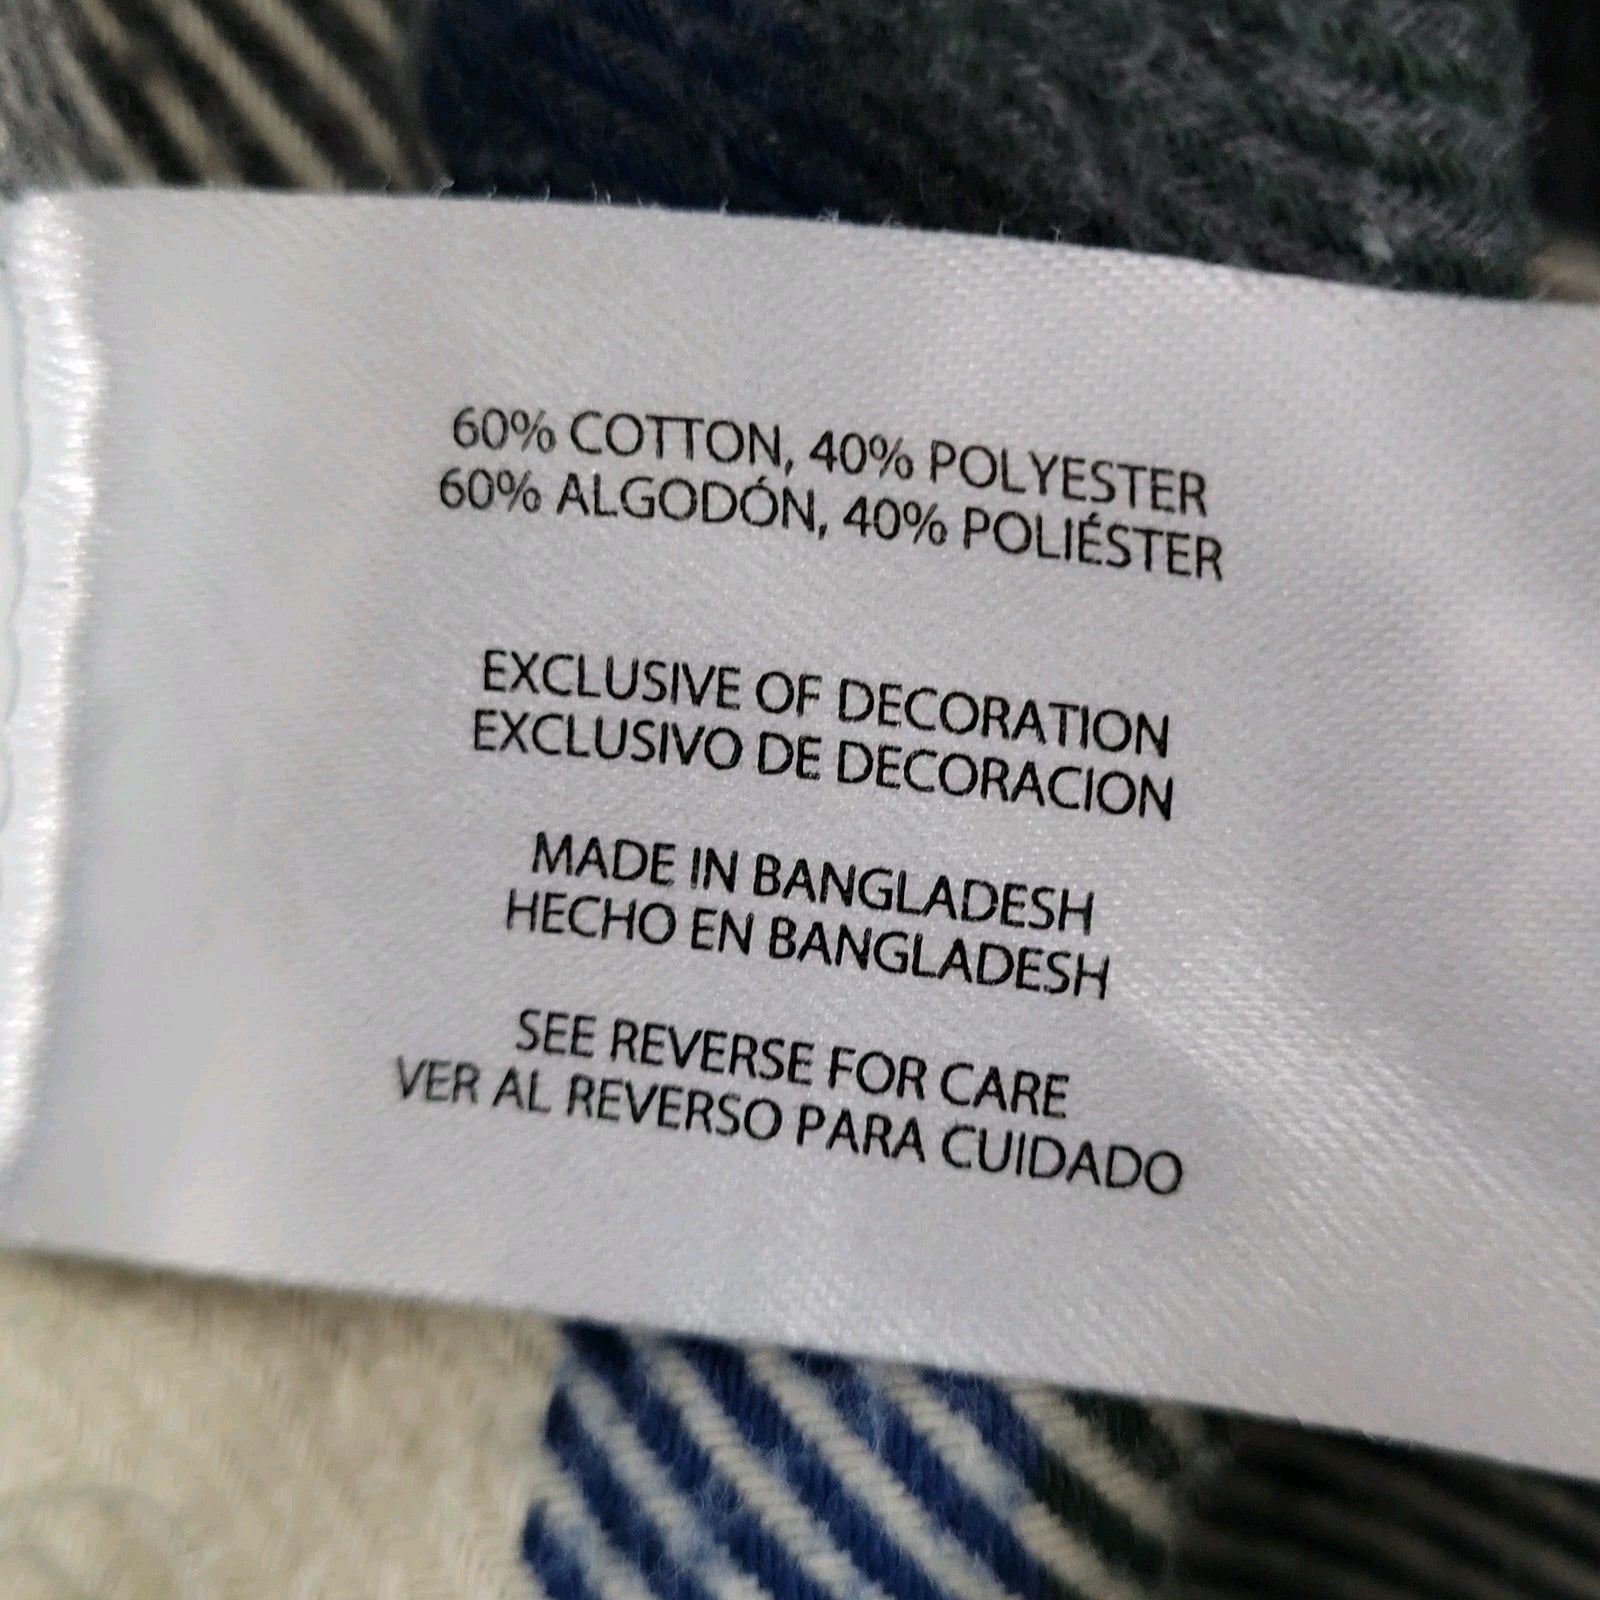 60% COTTON, 40% POLYESTER
60% ALGODÓN, 40% POLIÉSTER
EXCLUSIVE OF DECORATION
EXCLUSIVO DE DECORACION
MADE IN BANGLADESH
HECHO EN BANGLADESH
SEE REVERSE FOR CARE
VER AL REVERSO PARA CUIDADO